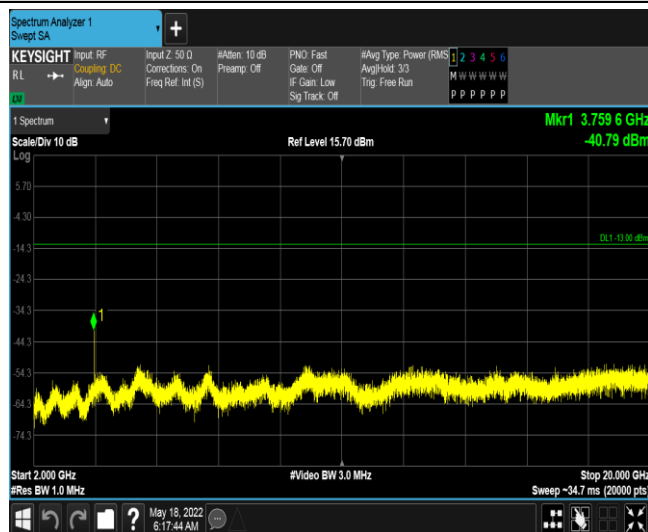 Spectrum Analyzer 1
Swept SA
+
KEYSIGHT
RL
LXI
Input: RF
Coupling: DC
Align: Auto
Input Z: 50 Ω
Corrections: On
Freq Ref: Int (S)
#Atten: 10 dB
Preamp: Off
PNO: Fast
Gate: Off
IF Gain: Low
Sig Track: Off
#Avg Type: Power (RMS
Avg|Hold: 3/3
Trig: Free Run
1 2 3 4 5 6
M W W W W W
P P P P P P
1 Spectrum
Mkr1 3.759 6 GHz
-40.79 dBm
Scale/Div 10 dB
Ref Level 15.70 dBm
Log
5.70
-4.30
DL1 -13.00 dBm
-14.3
-24.3
-34.3
1
-44.3
-54.3
-64.3
-74.3
Start 2.000 GHz
#Video BW 3.0 MHz
Stop 20.000 GHz
#Res BW 1.0 MHz
Sweep ~34.7 ms (20000 pts)
?
May 18, 2022
6:17:44 AM